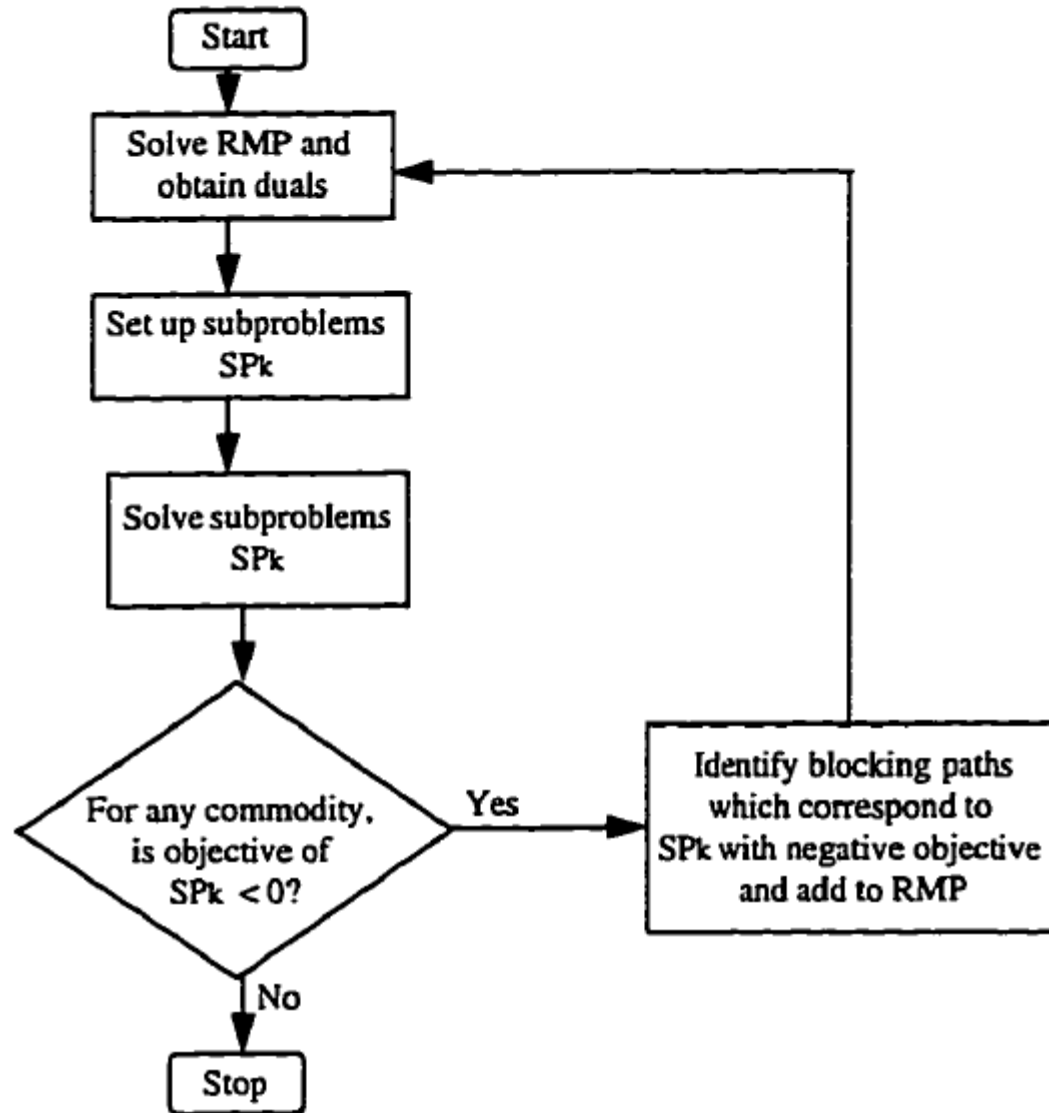 Start
Solve RMP and
obtain duals
Set up subproblems
SPk
Solve subproblems
SPk
For any commodity,
is objective of
SPk < 0?
Yes
Identify blocking paths
which correspond to
SPk with negative objective
and add to RMP
No
Stop